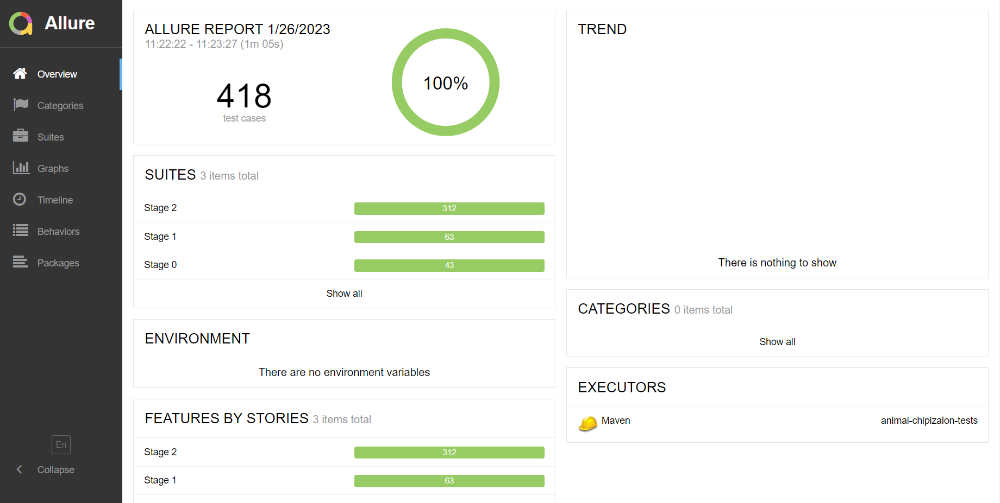 Allure
Overview
Categories
Suites
Graphs
Timeline
Behaviors
Packages
En
Collapse
ALLURE REPORT 1/26/2023
11:22:22 - 11:23:27 (1m 05s)
418
test cases
100%
SUITES 3 items total
Stage 2 312
Stage 1 63
Stage 0 43
Show all
ENVIRONMENT
There are no environment variables
FEATURES BY STORIES 3 items total
Stage 2 312
Stage 1 63
TREND
There is nothing to show
CATEGORIES 0 items total
Show all
EXECUTORS
Maven animal-chipizaion-tests